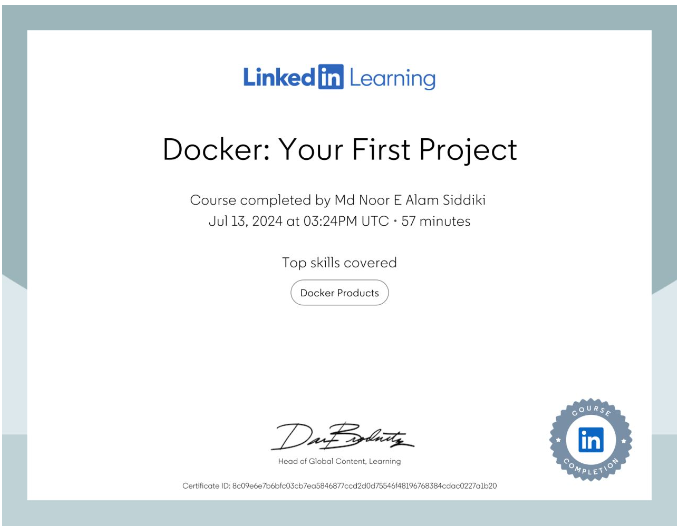 Linked in Learning
Docker: Your First Project
Course completed by Md Noor E Alam Siddiki
Jul 13, 2024 at 03:24PM UTC • 57 minutes
Top skills covered
Docker Products
Head of Global Content, Learning
COURSE
in
COMPLETION
Certificate ID: 8c09e6e7b6bfc03cb7ea5846877ccd2d0d75546f48196768384cdac0227a1b20